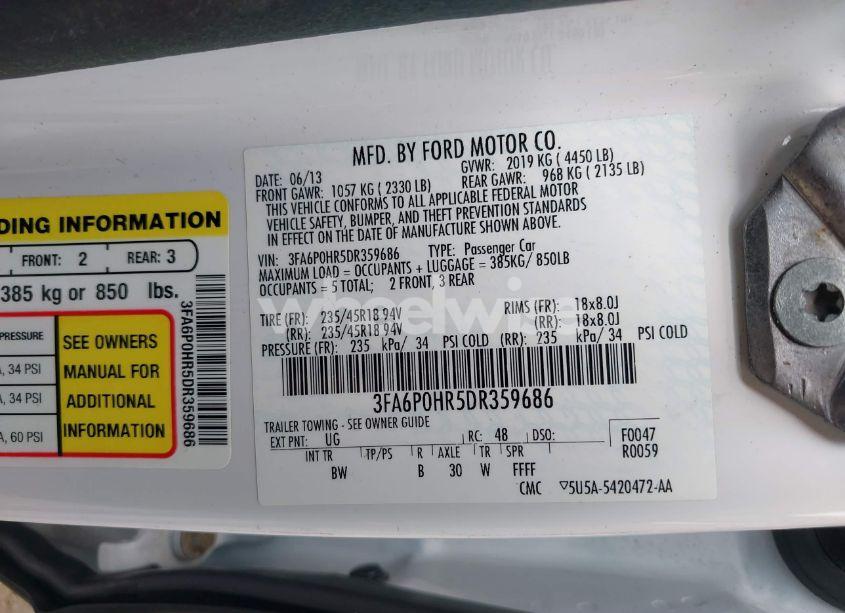 MFD. BY FORD MOTOR CO.
DATE: 06/13 GVWR: 2019 KG ( 4450 LB)
FRONT GAWR: 1057 KG ( 2330 LB) REAR GAWR: 968 KG ( 2135 LB)
THIS VEHICLE CONFORMS TO ALL APPLICABLE FEDERAL MOTOR
VEHICLE SAFETY, BUMPER, AND THEFT PREVENTION STANDARDS
IN EFFECT ON THE DATE OF MANUFACTURE SHOWN ABOVE.
VIN: 3FA6P0HR5DR359686 TYPE: Passenger Car
MAXIMUM LOAD = OCCUPANTS + LUGGAGE = 385KG/ 850LB
OCCUPANTS = 5 TOTAL; 2 FRONT, 3 REAR
TIRE (FR): 235/45R18 94V RIMS (FR): 18x8.0J
(RR): 235/45R18 94V (RR): 18x8.0J
PRESSURE (FR): 235 kPa/ 34 PSI COLD (RR): 235 kPa/ 34 PSI COLD
3FA6P0HR5DR359686
TRAILER TOWING - SEE OWNER GUIDE
EXT PNT: UG RC: 48 DSO: F0047
R0059
INT TR TP/PS R AXLE TR SPR
BW B 30 W FFFF
CMC ▽5U5A-5420472-AA
DING INFORMATION
FRONT: 2 REAR: 3
385 kg or 850 lbs.
PRESSURE
A, 34 PSI
A, 34 PSI
A, 60 PSI
SEE OWNERS
MANUAL FOR
ADDITIONAL
INFORMATION
3FA6P0HR5DR359686
wheelwise